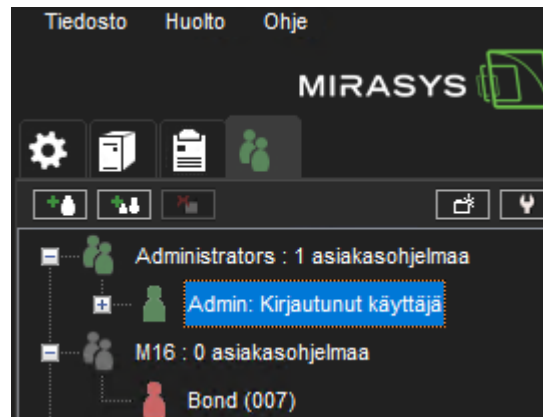 Tiedosto Huolto Ohje
MIRASYS
Administrators : 1 asiakasohjelmaa
Admin: Kirjautunut käyttäjä
M16 : 0 asiakasohjelmaa
Bond (007)